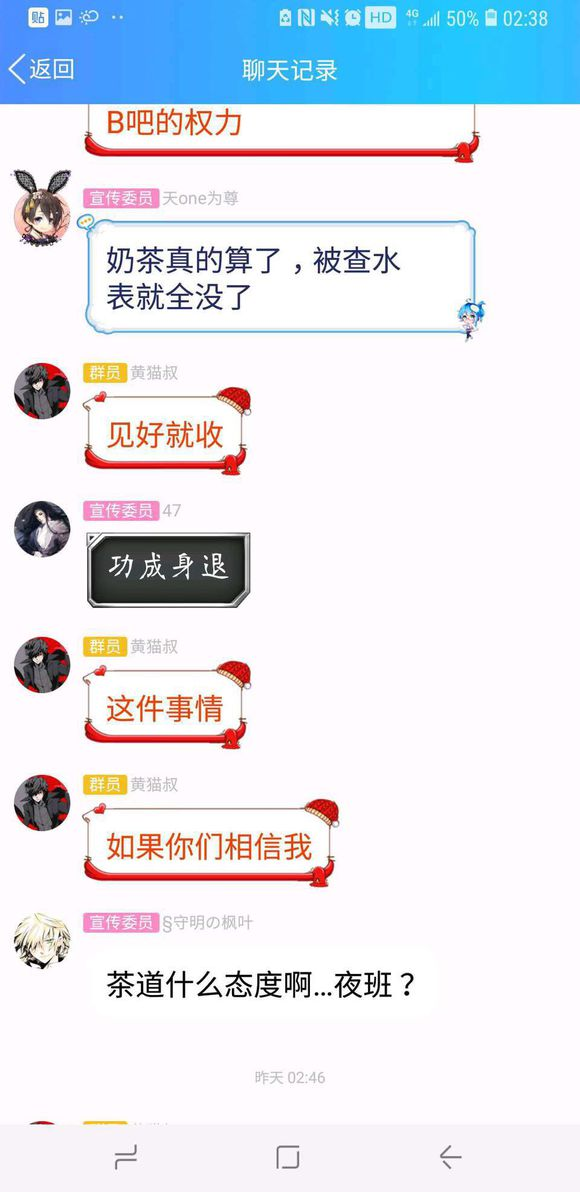 贴 HD 4G 50% 02:38
返回 聊天记录
B吧的权力
宣传委员 天one为尊
奶茶真的算了，被查水
表就全没了
群员 黄猫叔
见好就收
宣传委员 47
功成身退
群员 黄猫叔
这件事情
群员 黄猫叔
如果你们相信我
宣传委员 §守明の枫叶
茶道什么态度啊...夜班？
昨天 02:46